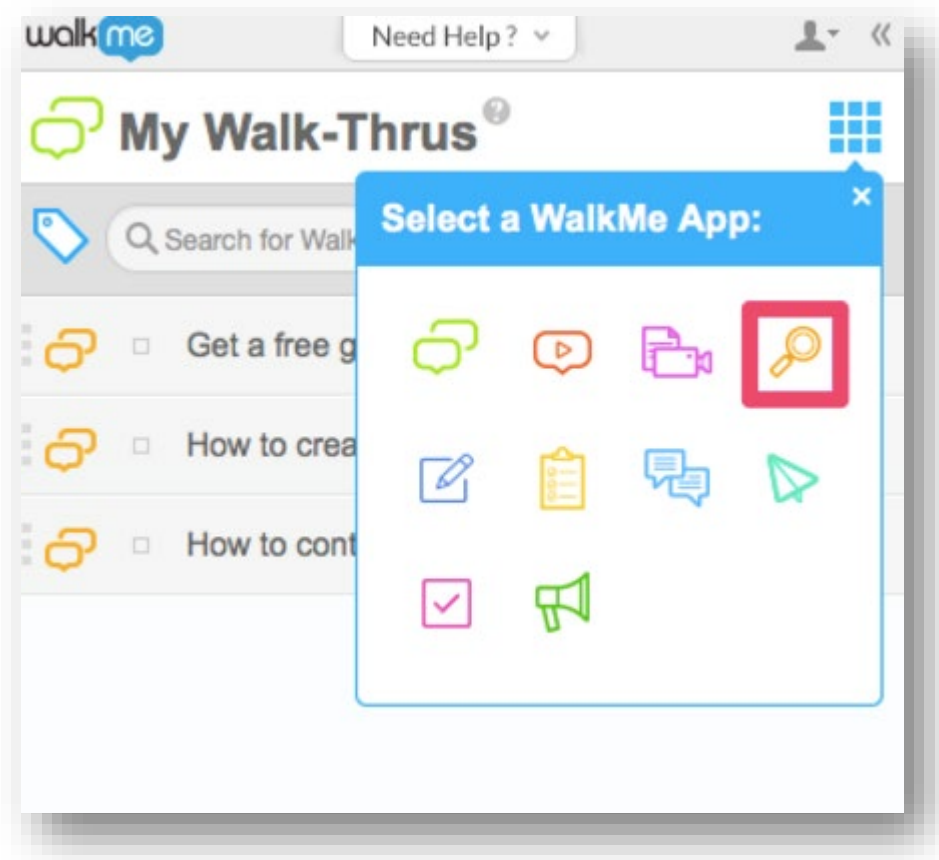 walkme
Need Help ?
My Walk-Thrus
Select a WalkMe App:
Search for Walk
Get a free g
How to crea
How to cont